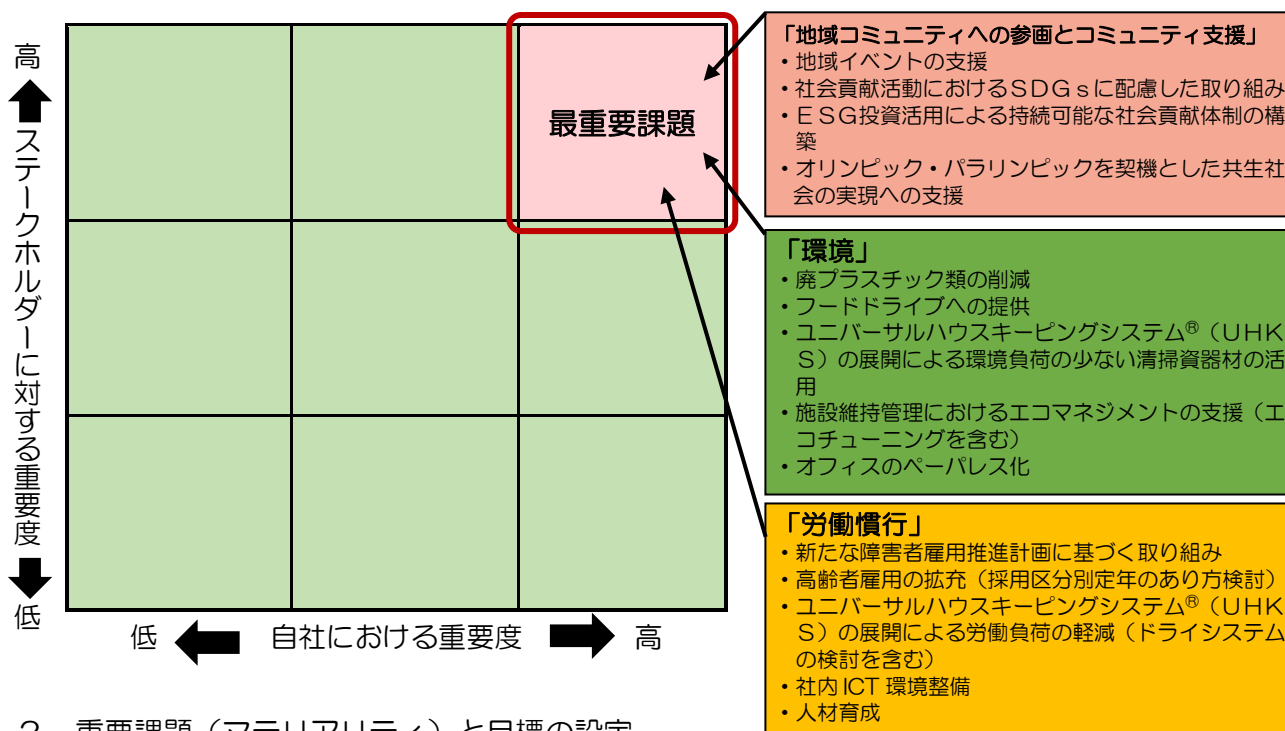 高
ステークホルダーに対する重要度
低
最重要課題
低
自社における重要度
高
「地域コミュニティへの参画とコミュニティ支援」
・地域イベントの支援
・社会貢献活動におけるSDGsに配慮した取り組み
・ESG投資活用による持続可能な社会貢献体制の構
築
・オリンピック・パラリンピックを契機とした共生社
会の実現への支援
「環境」
・廃プラスチック類の削減
・フードドライブへの提供
・ユニバーサルハウスキーピングシステム®（UHK
S）の展開による環境負荷の少ない清掃資器材の活
用
・施設維持管理におけるエコマネジメントの支援（エ
コチューニングを含む）
・オフィスのペーパレス化
「労働慣行」
・新たな障害者雇用推進計画に基づく取り組み
・高齢者雇用の拡充（採用区分別定年のあり方検討）
・ユニバーサルハウスキーピングシステム®（UHK
S）の展開による労働負荷の軽減（ドライシステム
の検討を含む）
・社内ICT環境整備
・人材育成
2　重要課題（マテリアリティ）と目標の設定